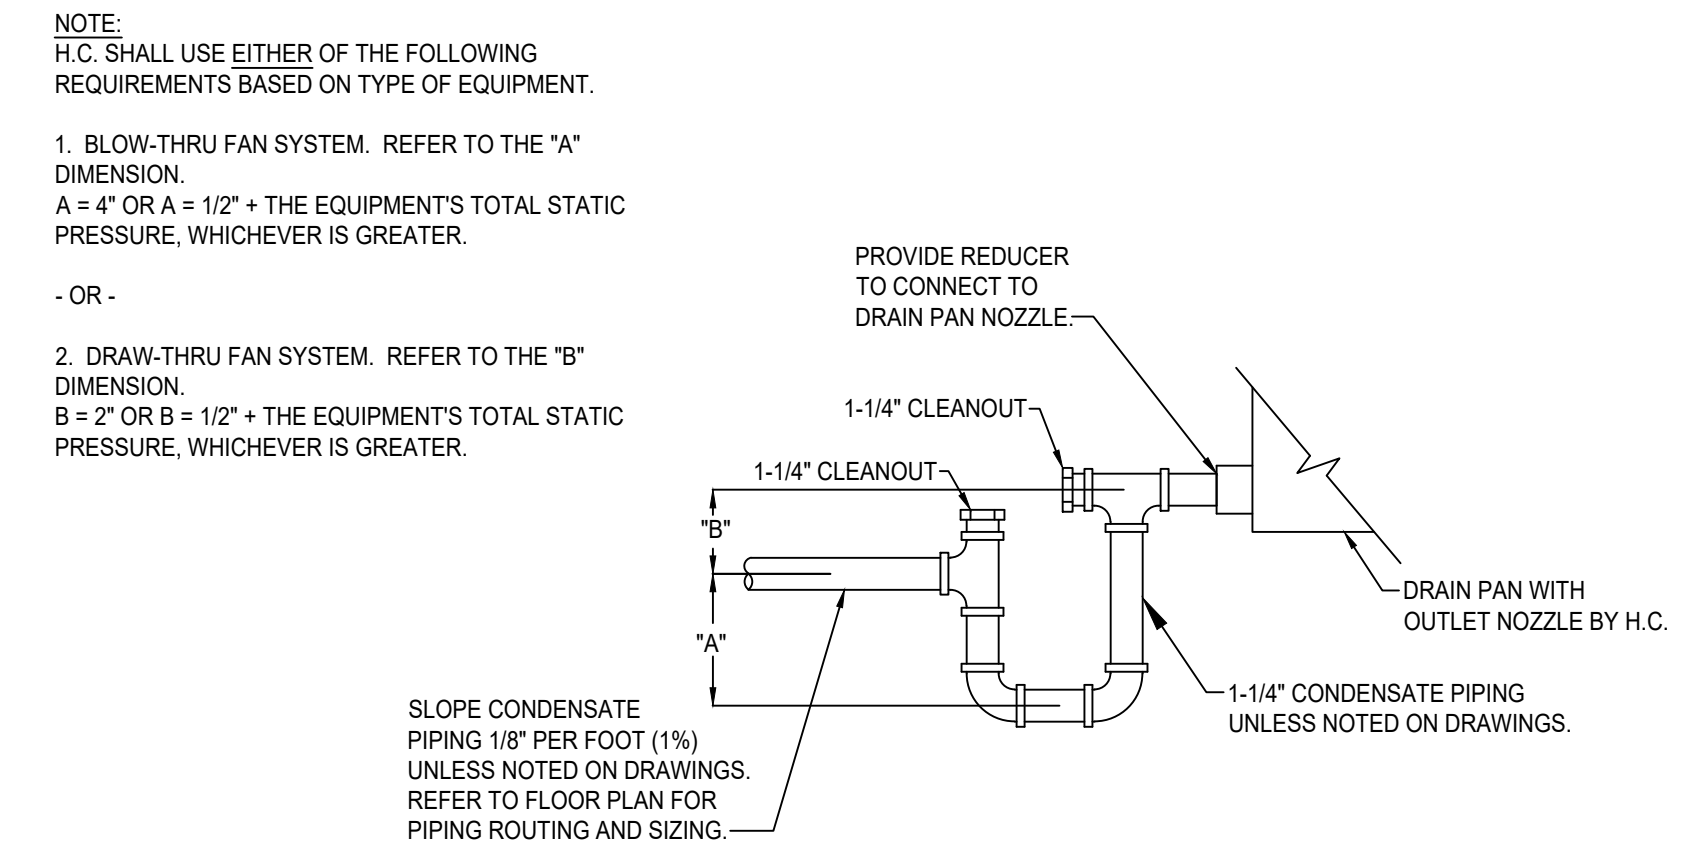 NOTE:
H.C. SHALL USE EITHER OF THE FOLLOWING
REQUIREMENTS BASED ON TYPE OF EQUIPMENT.
1. BLOW-THRU FAN SYSTEM. REFER TO THE "A"
DIMENSION.
A = 4" OR A = 1/2" + THE EQUIPMENT'S TOTAL STATIC
PRESSURE, WHICHEVER IS GREATER.
- OR -
2. DRAW-THRU FAN SYSTEM. REFER TO THE "B"
DIMENSION.
B = 2" OR B = 1/2" + THE EQUIPMENT'S TOTAL STATIC
PRESSURE, WHICHEVER IS GREATER.
PROVIDE REDUCER
TO CONNECT TO
DRAIN PAN NOZZLE.
1-1/4" CLEANOUT
1-1/4" CLEANOUT
"B"
"A"
DRAIN PAN WITH
OUTLET NOZZLE BY H.C.
1-1/4" CONDENSATE PIPING
UNLESS NOTED ON DRAWINGS.
SLOPE CONDENSATE
PIPING 1/8" PER FOOT (1%)
UNLESS NOTED ON DRAWINGS.
REFER TO FLOOR PLAN FOR
PIPING ROUTING AND SIZING.